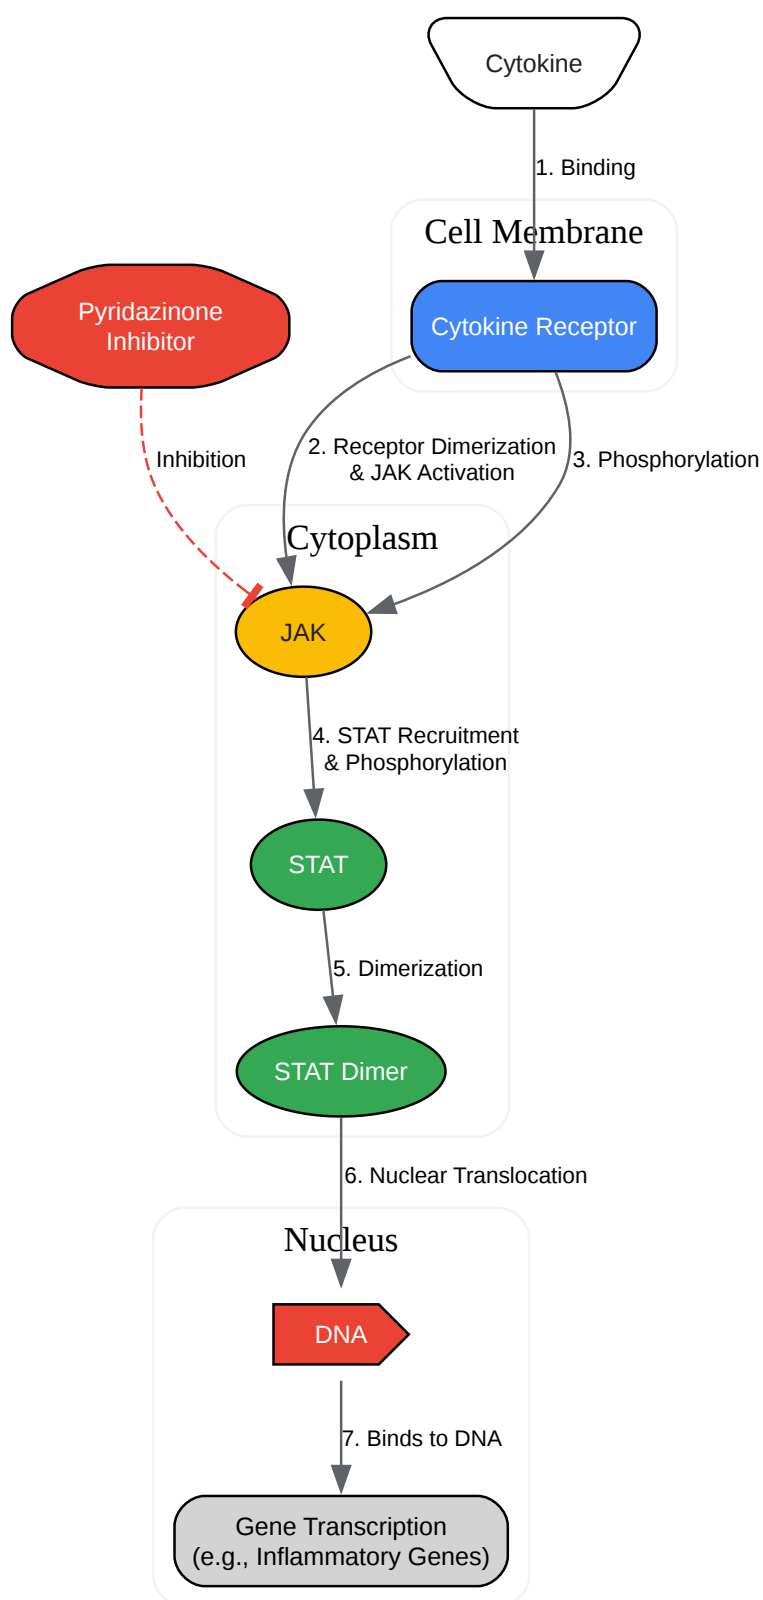 Cytokine
1. Binding
Cell Membrane
Cytokine Receptor
Pyridazinone
Inhibitor
2. Receptor Dimerization
& JAK Activation
3. Phosphorylation
Inhibition
Cytoplasm
JAK
4. STAT Recruitment
& Phosphorylation
STAT
5. Dimerization
STAT Dimer
6. Nuclear Translocation
Nucleus
DNA
7. Binds to DNA
Gene Transcription
(e.g., Inflammatory Genes)